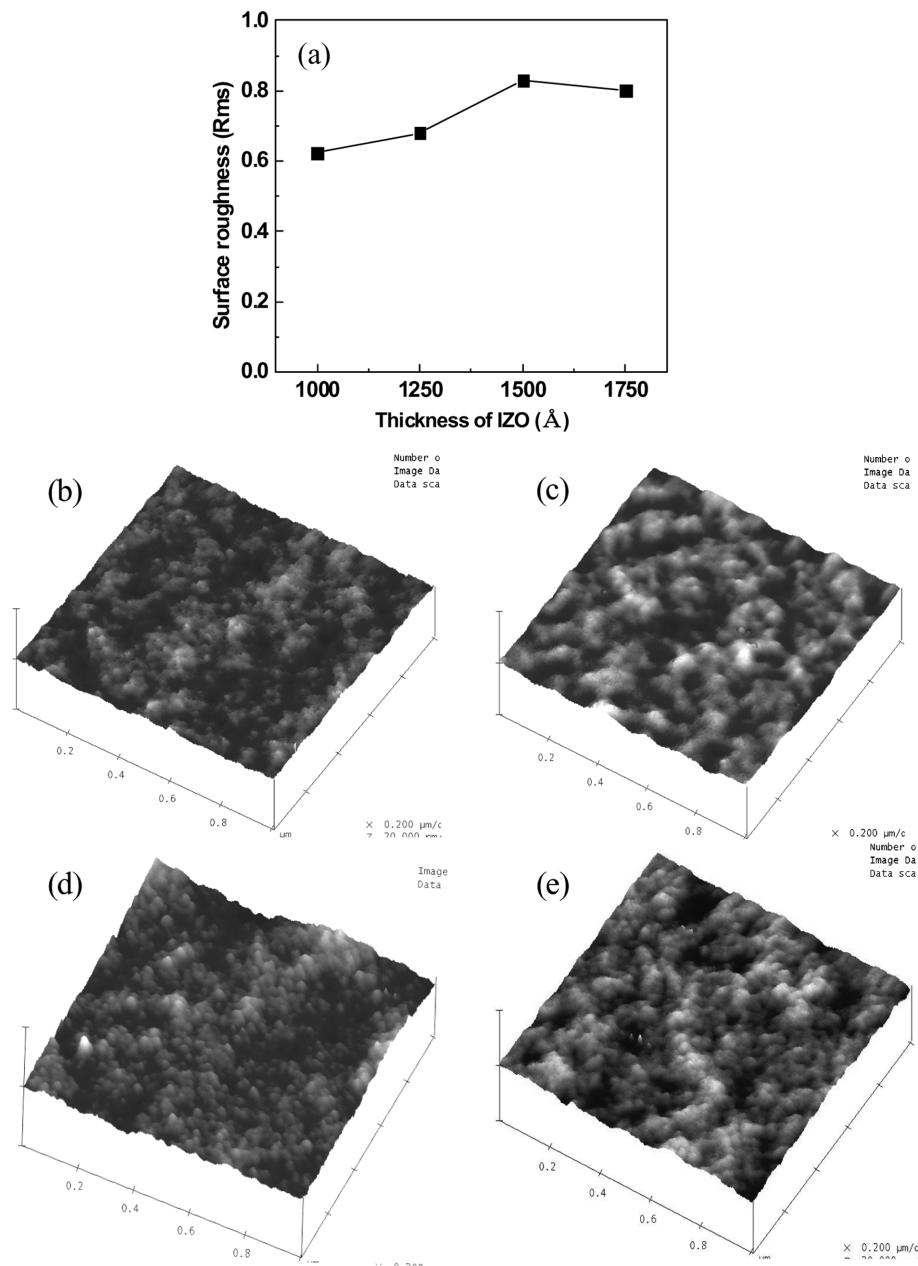 (a)
Surface roughness (Rms)
1.0
0.8
0.6
0.4
0.2
0.0
1000 1250 1500 1750
Thickness of IZO (Å)
(b)
Number o
Image Da
Data sca
0.2
0.4
0.6
0.8
μm
X 0.200 μm/d
(c)
Number o
Image Da
Data sca
0.2
0.4
0.6
0.8
X 0.200 μm/d
(d)
Image
Data
0.2
0.4
0.6
0.8
(e)
Number o
Image Da
Data sca
0.2
0.4
0.6
0.8
X 0.200 μm/d